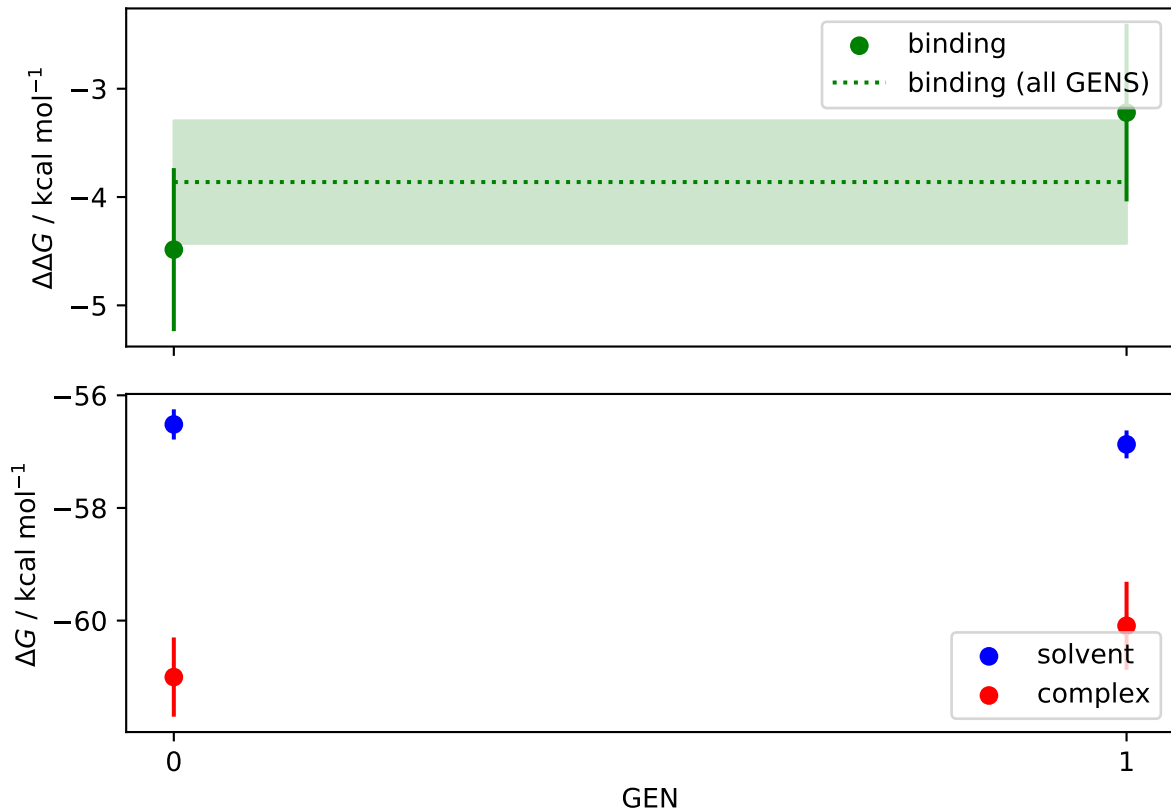 binding
binding (all GENS)
−3
−4
−5
ΔΔG / kcal mol⁻¹
−56
−58
−60
ΔG / kcal mol⁻¹
solvent
complex
0
1
GEN